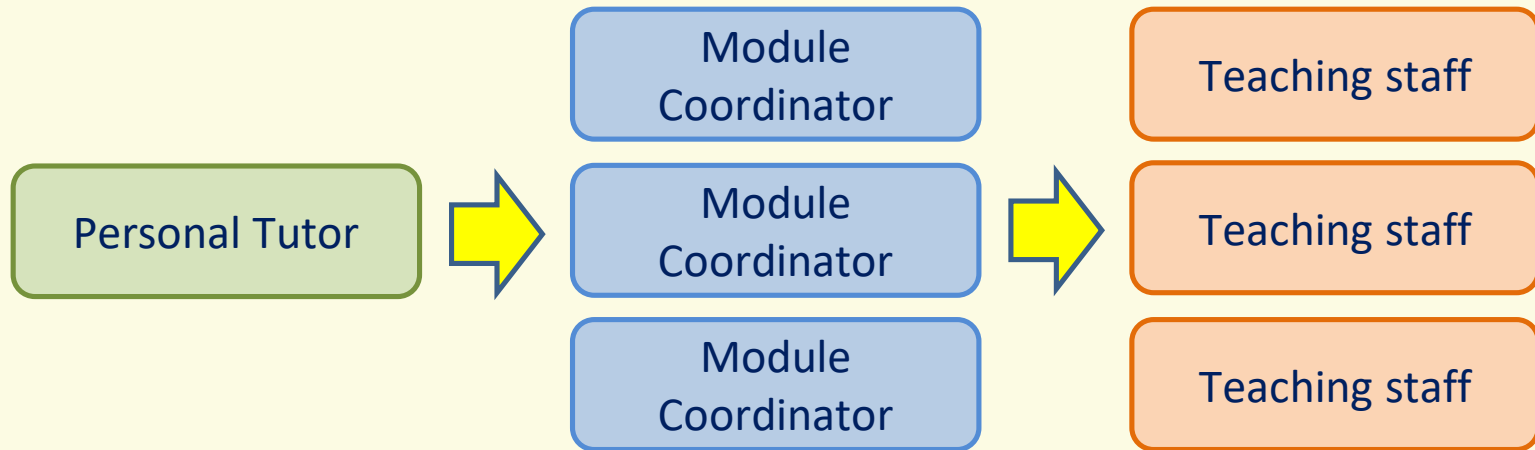 Personal Tutor
Module
Coordinator
Module
Coordinator
Module
Coordinator
Teaching staff
Teaching staff
Teaching staff